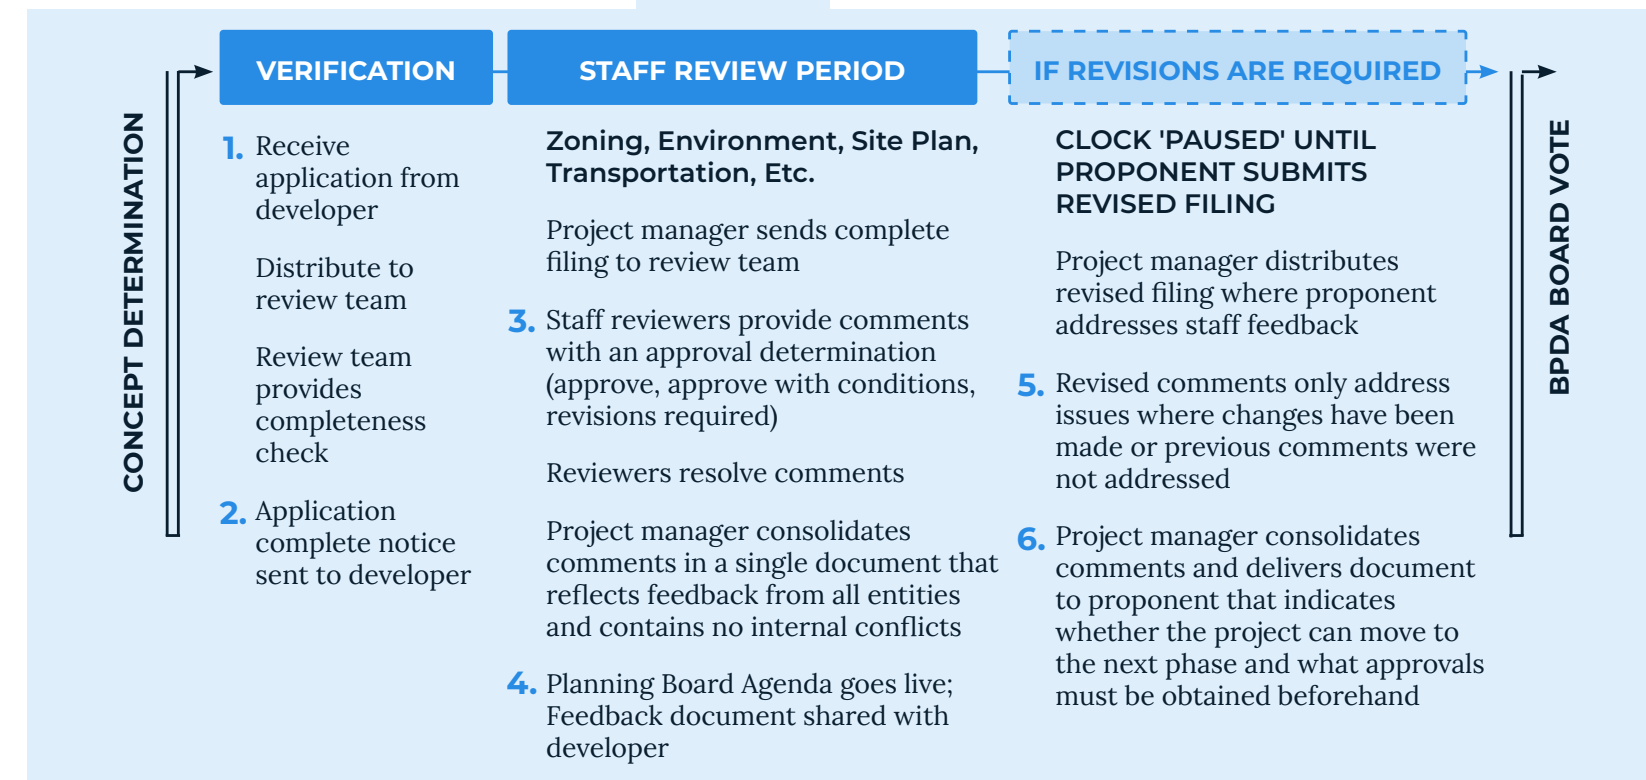 CONCEPT DETERMINATION
VERIFICATION
1. Receive
application from
developer
Distribute to
review team
Review team
provides
completeness
check
2. Application
complete notice
sent to developer
STAFF REVIEW PERIOD
Zoning, Environment, Site Plan,
Transportation, Etc.
Project manager sends complete
filing to review team
3. Staff reviewers provide comments
with an approval determination
(approve, approve with conditions,
revisions required)
Reviewers resolve comments
Project manager consolidates
comments in a single document that
reflects feedback from all entities
and contains no internal conflicts
4. Planning Board Agenda goes live;
Feedback document shared with
developer
IF REVISIONS ARE REQUIRED
CLOCK 'PAUSED' UNTIL
PROPONENT SUBMITS
REVISED FILING
Project manager distributes
revised filing where proponent
addresses staff feedback
5. Revised comments only address
issues where changes have been
made or previous comments were
not addressed
6. Project manager consolidates
comments and delivers document
to proponent that indicates
whether the project can move to
the next phase and what approvals
must be obtained beforehand
BPDA BOARD VOTE